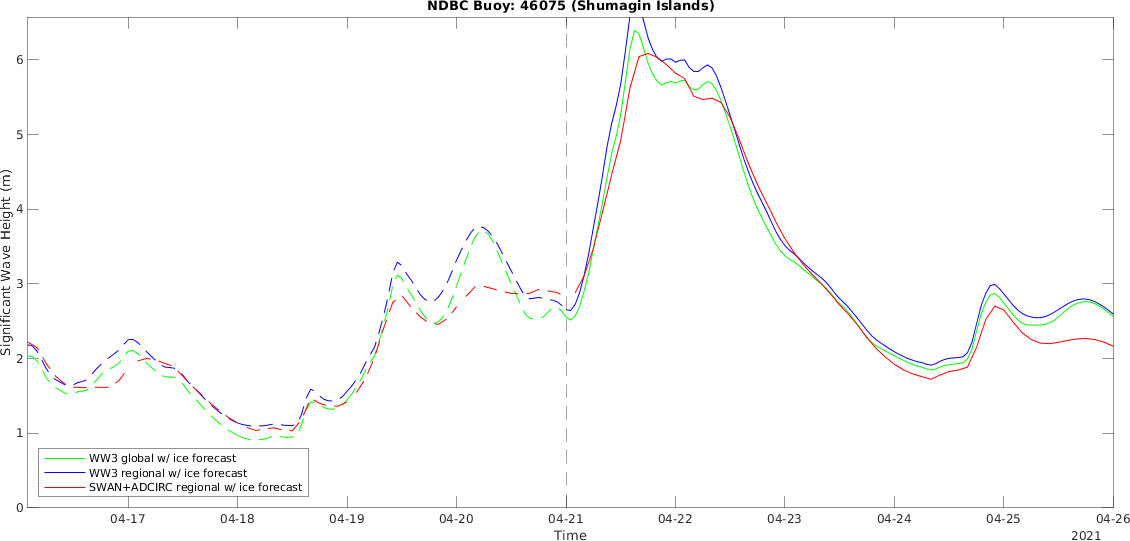 NDBC Buoy: 46075 (Shumagin Islands)
Significant Wave Height (m)
6
5
4
3
2
1
0
WW3 global w/ ice forecast
WW3 regional w/ ice forecast
SWAN+ADCIRC regional w/ ice forecast
04-17 04-18 04-19 04-20 04-21 04-22 04-23 04-24 04-25 04-26
Time
2021